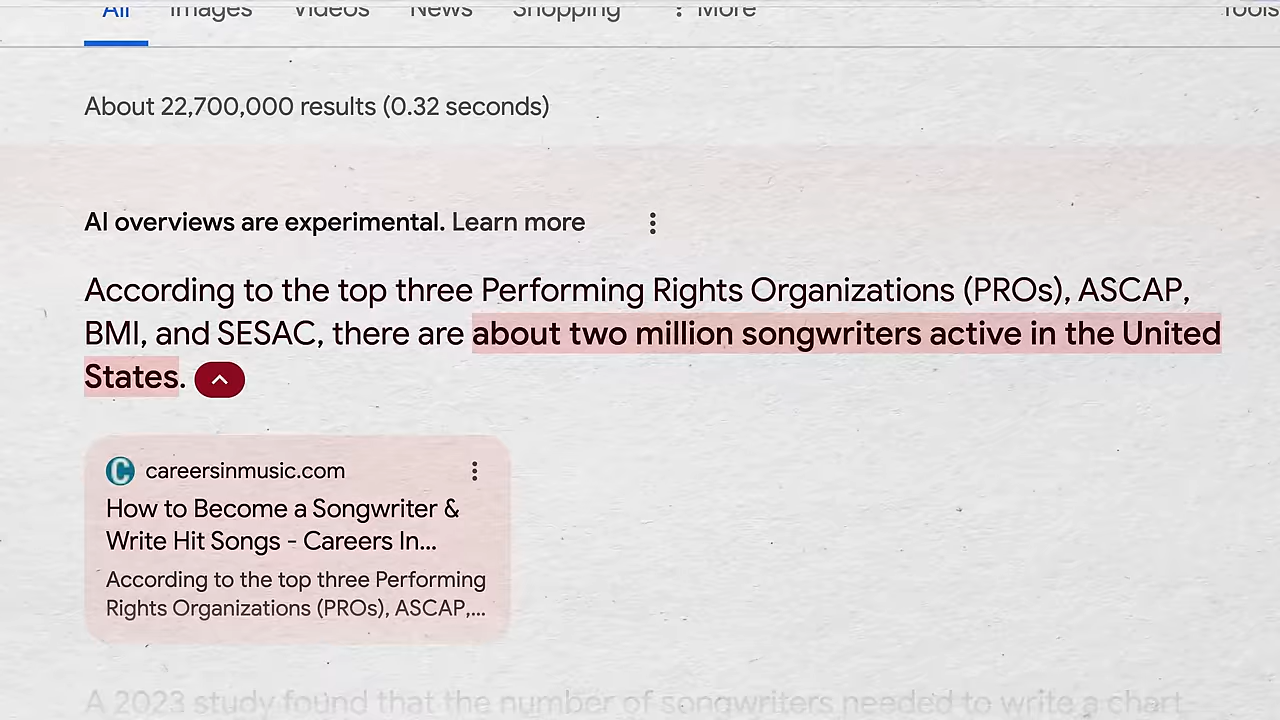 All Images Videos News Shopping More Tools
About 22,700,000 results (0.32 seconds)
AI overviews are experimental. Learn more
According to the top three Performing Rights Organizations (PROs), ASCAP,
BMI, and SESAC, there are about two million songwriters active in the United
States.
careersinmusic.com
How to Become a Songwriter &
Write Hit Songs - Careers In...
According to the top three Performing
Rights Organizations (PROs), ASCAP,...
A 2023 study found that the number of songwriters needed to write a chart-